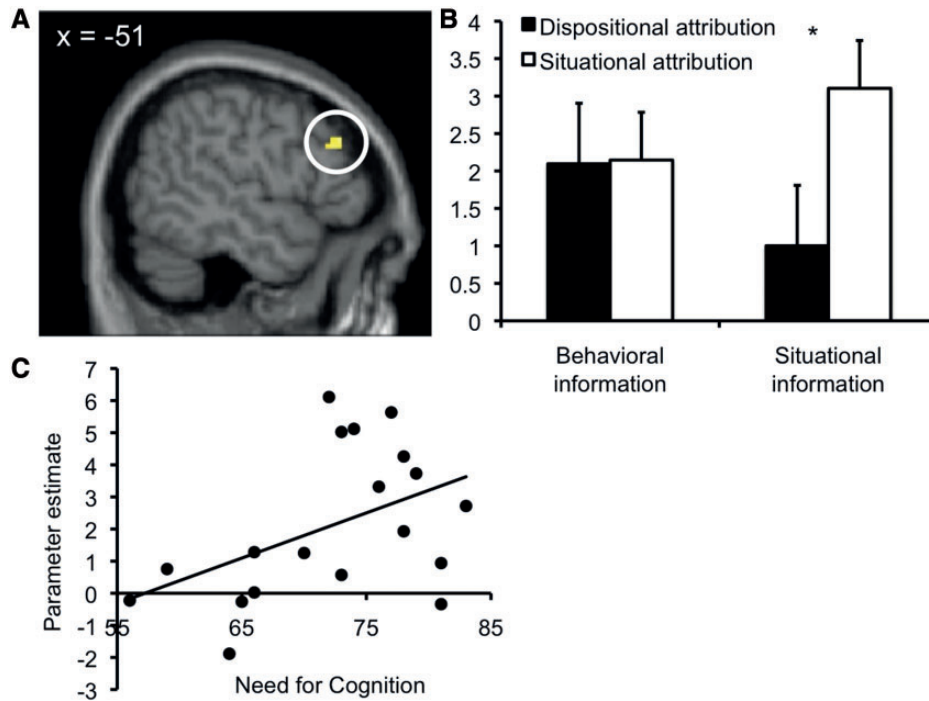 A
x = -51
B
4
3.5
3
2.5
2
1.5
1
0.5
0
Dispositional attribution
Situational attribution
*
Behavioral
information
Situational
information
C
7
6
5
4
3
2
1
0
-1
-2
-3
Parameter estimate
55 65 75 85
Need for Cognition